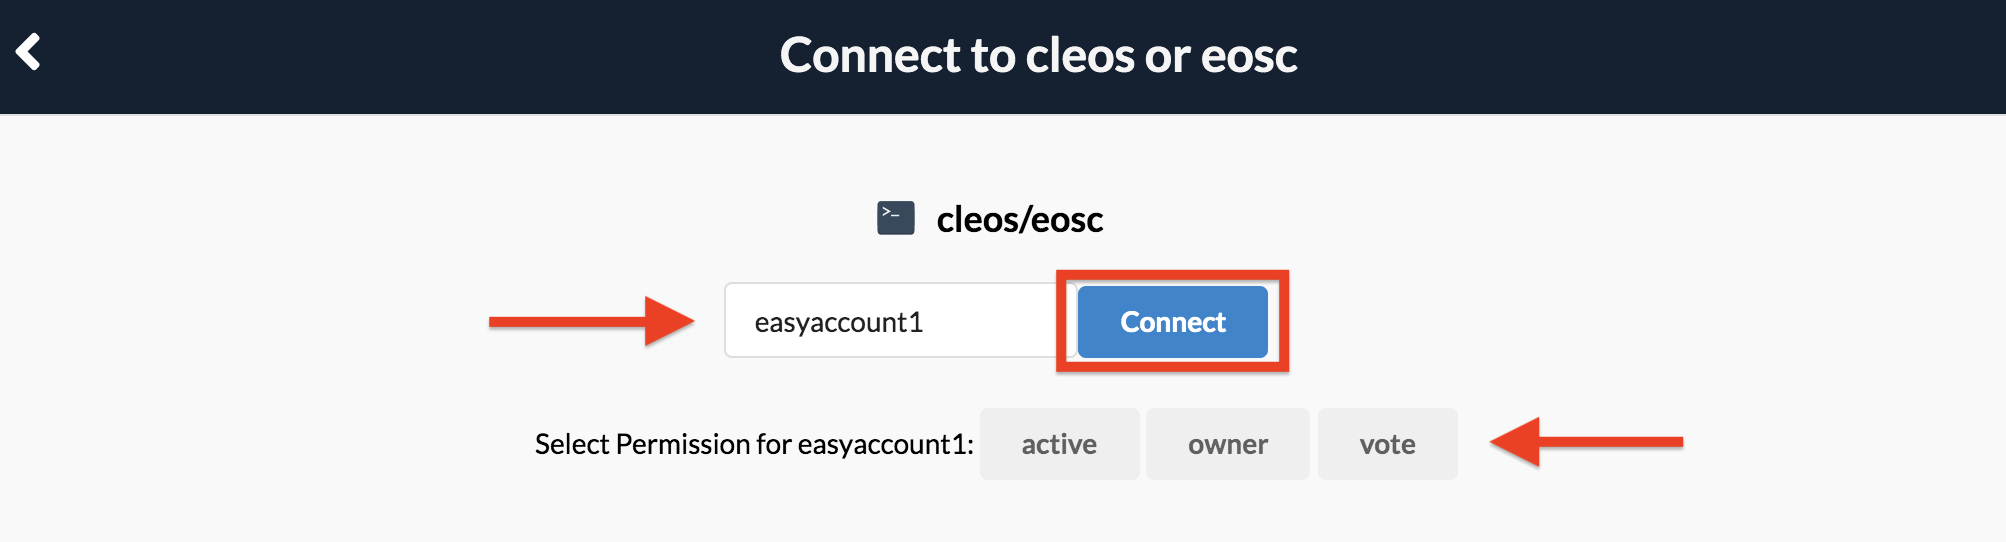 Connect to cleos or eosc
>_ cleos/eosc
easyaccount1 Connect
Select Permission for easyaccount1: active owner vote